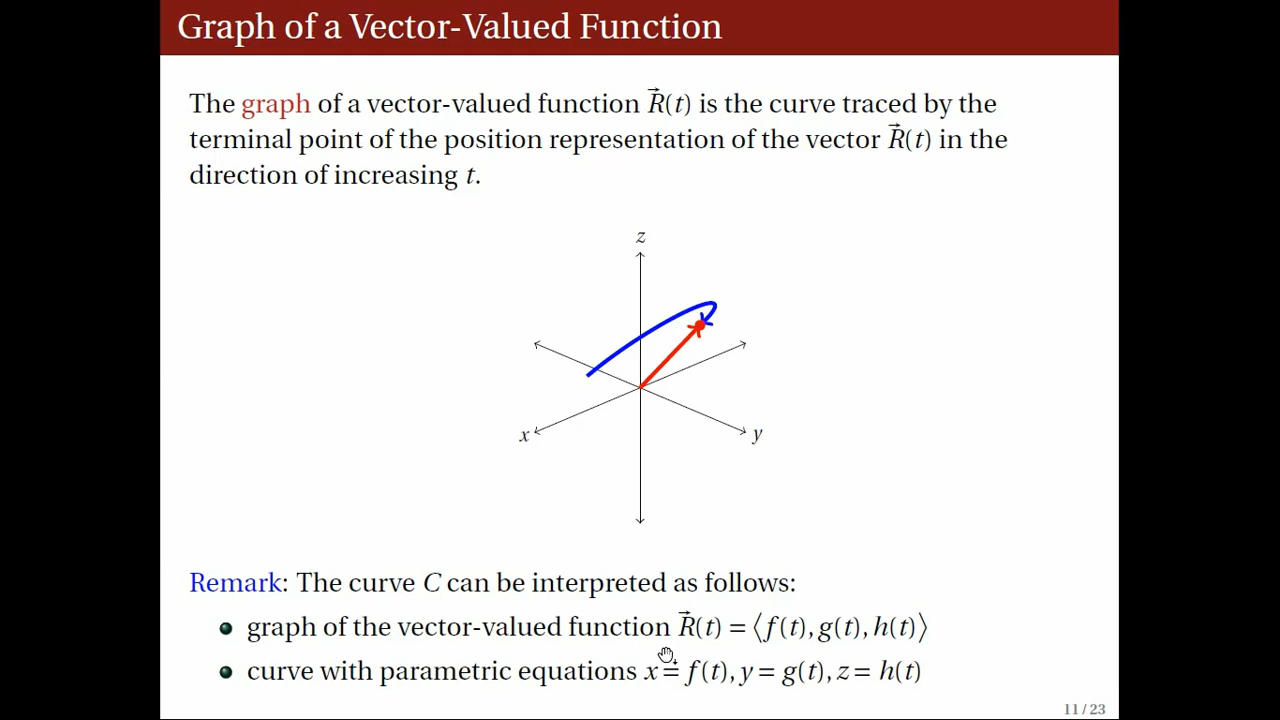 Graph of a Vector-Valued Function
The graph of a vector-valued function R⃗(t) is the curve traced by the
terminal point of the position representation of the vector R⃗(t) in the
direction of increasing t.
z
x
y
Remark: The curve C can be interpreted as follows:
graph of the vector-valued function R⃗(t) = ⟨f(t), g(t), h(t)⟩
curve with parametric equations x = f(t), y = g(t), z = h(t)
11 / 23